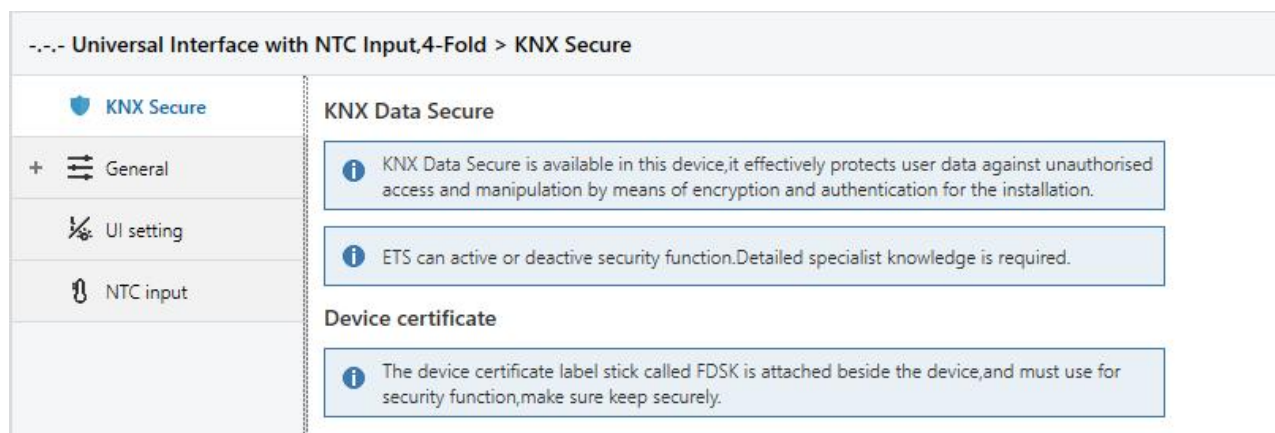 -.-.- Universal Interface with NTC Input,4-Fold > KNX Secure
KNX Secure
+ General
UI setting
NTC input
KNX Data Secure
KNX Data Secure is available in this device,it effectively protects user data against unauthorised
access and manipulation by means of encryption and authentication for the installation.
ETS can active or deactive security function.Detailed specialist knowledge is required.
Device certificate
The device certificate label stick called FDSK is attached beside the device,and must use for
security function,make sure keep securely.